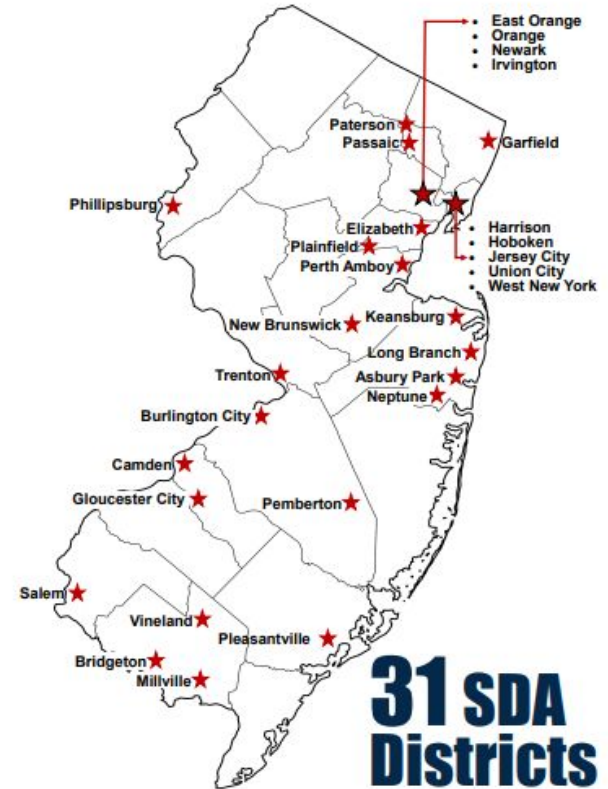 • East Orange
• Orange
• Newark
• Irvington
Paterson
Passaic
Garfield
Phillipsburg
Elizabeth
• Harrison
• Hoboken
• Jersey City
• Union City
• West New York
Plainfield
Perth Amboy
New Brunswick
Keansburg
Long Branch
Trenton
Asbury Park
Neptune
Burlington City
Camden
Gloucester City
Pemberton
Salem
Vineland
Pleasantville
Bridgeton
Millville
31 SDA
Districts